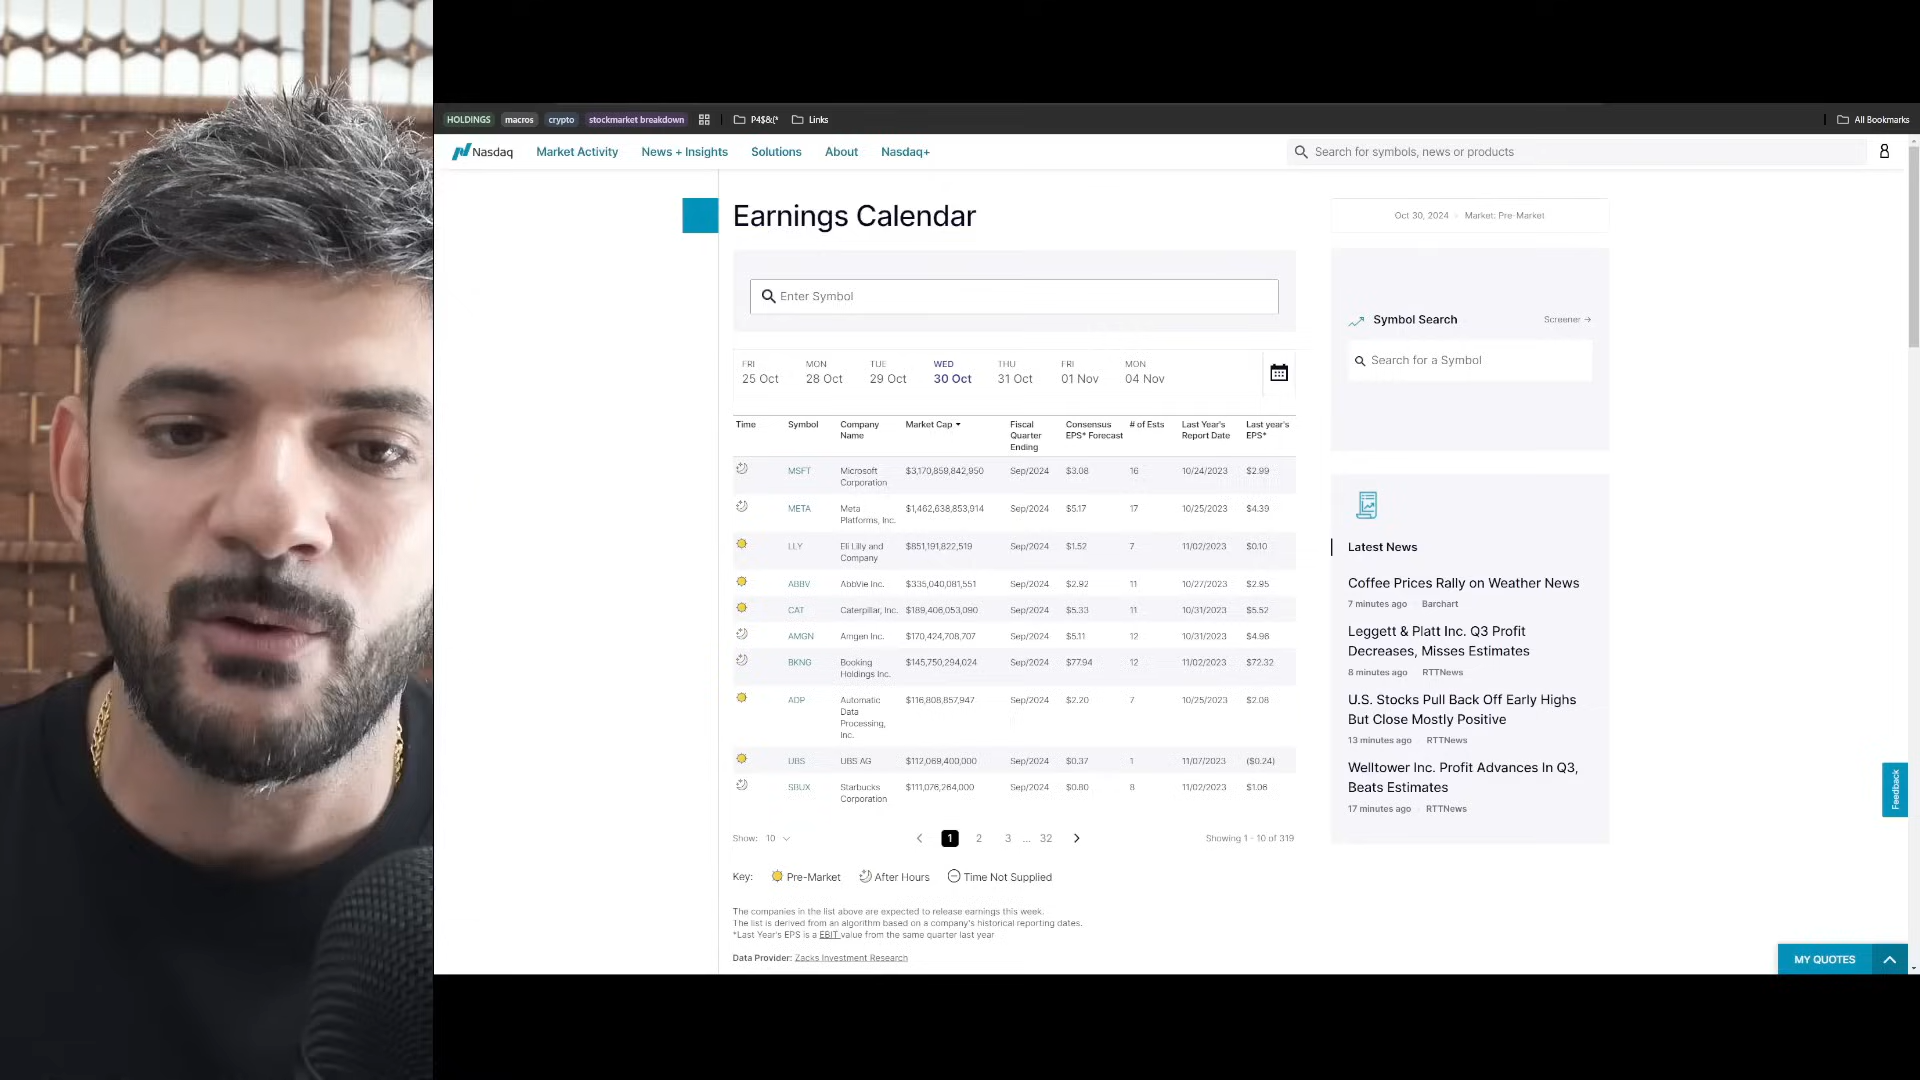 HOLDINGS macros crypto stockmarket breakdown P4$&(* Links All Bookmarks
Nasdaq Market Activity News + Insights Solutions About Nasdaq+ Search for symbols, news or products
Earnings Calendar
Enter Symbol
FRI MON TUE WED THU FRI MON
25 Oct 28 Oct 29 Oct 30 Oct 31 Oct 01 Nov 04 Nov
Time Symbol Company Name Market Cap Fiscal Quarter Ending Consensus EPS* Forecast # of Ests Last Year's Report Date Last year's EPS*
MSFT Microsoft Corporation $3,170,859,842,950 Sep/2024 $3.08 16 10/24/2023 $2.99
META Meta Platforms, Inc. $1,462,638,853,914 Sep/2024 $5.17 17 10/25/2023 $4.39
LLY Eli Lilly and Company $851,191,822,519 Sep/2024 $1.52 7 11/02/2023 $0.10
ABBV AbbVie Inc. $335,040,081,551 Sep/2024 $2.92 11 10/27/2023 $2.95
CAT Caterpillar, Inc. $189,406,053,090 Sep/2024 $5.33 11 10/31/2023 $5.52
AMGN Amgen Inc. $170,424,708,707 Sep/2024 $5.11 12 10/31/2023 $4.96
BKNG Booking Holdings Inc. $145,750,294,024 Sep/2024 $77.94 12 11/02/2023 $72.32
ADP Automatic Data Processing, Inc. $116,808,857,947 Sep/2024 $2.20 7 10/25/2023 $2.08
UBS UBS AG $112,069,400,000 Sep/2024 $0.37 1 11/07/2023 ($0.24)
SBUX Starbucks Corporation $111,076,264,000 Sep/2024 $0.80 8 11/02/2023 $1.06
Show: 10 1 2 3 ... 32 Showing 1 - 10 of 319
Key: Pre-Market After Hours Time Not Supplied
The companies in the list above are expected to release earnings this week.
The list is derived from an algorithm based on a company's historical reporting dates.
*Last Year's EPS is a EBIT value from the same quarter last year
Data Provider: Zacks Investment Research
Oct 30, 2024 Market: Pre-Market
Symbol Search Screener
Search for a Symbol
Latest News
Coffee Prices Rally on Weather News
7 minutes ago Barchart
Leggett & Platt Inc. Q3 Profit
Decreases, Misses Estimates
8 minutes ago RTTNews
U.S. Stocks Pull Back Off Early Highs
But Close Mostly Positive
13 minutes ago RTTNews
Welltower Inc. Profit Advances In Q3,
Beats Estimates
17 minutes ago RTTNews
Feedback
MY QUOTES